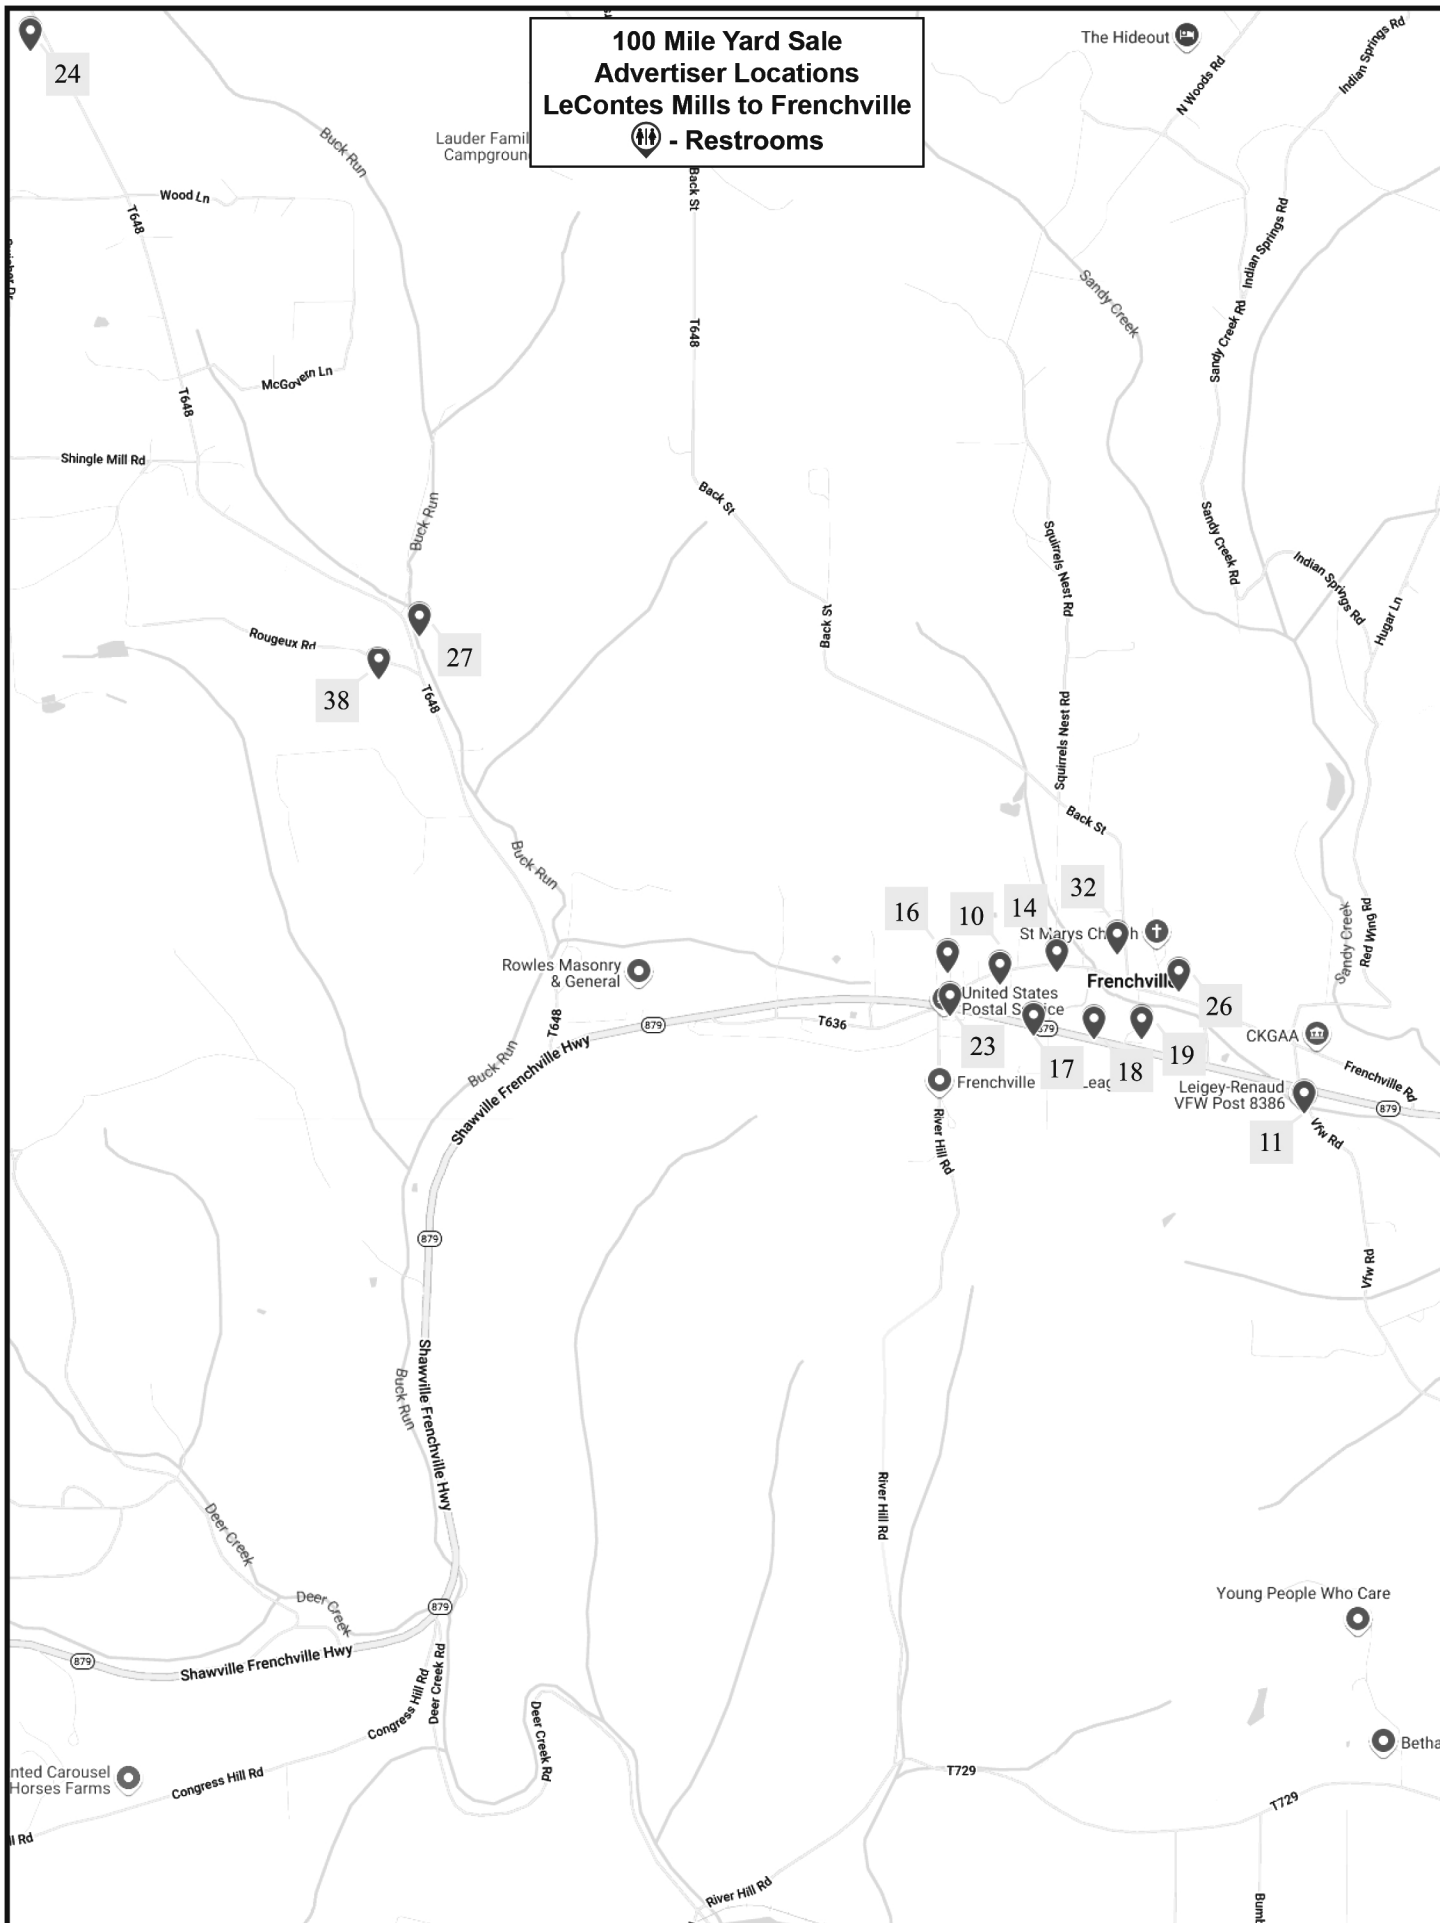 100 Mile Yard Sale
Advertiser Locations
LeContes Mills to Frenchville
- Restrooms
24
The Hideout
N Woods Rd
Indian Springs Rd
Buck Run
Lauder Famil
Campground
Back St
Wood Ln
T648
Indian Springs Rd
Sandy Creek
T648
Sandy Creek Rd
McGovern Ln
T648
Shingle Mill Rd
Back St
Buck Run
Squirrels Nest Rd
Sandy Creek Rd
Indian Springs Rd
Hugar Ln
Back St
Rougeux Rd
27
38
T648
Squirrels Nest Rd
Back St
Buck Run
32
16
10
14
St Marys Ch h
Sandy Creek
Red Wing Rd
Rowles Masonry
& General
Frenchville
United States
Postal S ice
26
T648
879
T636
879
CKGAA
23
17
18
19
Buck Run
Shawville Frenchville Hwy
Frenchville
Leag
Leigey-Renaud
VFW Post 8386
Frenchville Rd
879
River Hill Rd
11
Vfw Rd
879
Vfw Rd
Shawville Frenchville Hwy
Buck Run
River Hill Rd
Deer Creek
Deer Creek
Young People Who Care
879
879
Shawville Frenchville Hwy
Congress Hill Rd
Deer Creek Rd
Deer Creek Rd
nted Carousel
Horses Farms
Congress Hill Rd
Betha
T729
T729
ll Rd
River Hill Rd
Bumb